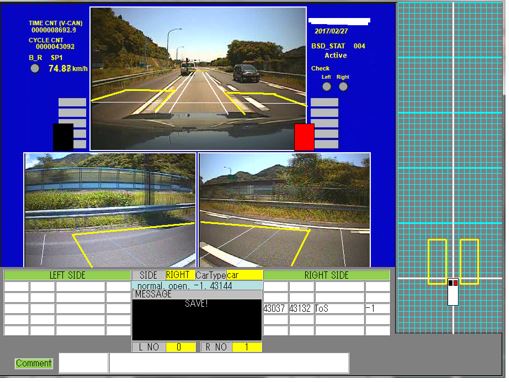 TIME CNT (V-CAN)
0000008693.9
CYCLE CNT
0000043092
B_R SP1
74.82 km/h
2017/02/27
BSD_STAT 004
Active
Check
Left Right
LEFT SIDE
SIDE RIGHT CarType car
RIGHT SIDE
normal, open, -1, 43144
MESSAGE
SAVE!
43037 43132 ToS -1
L NO 0 R NO 1
Comment